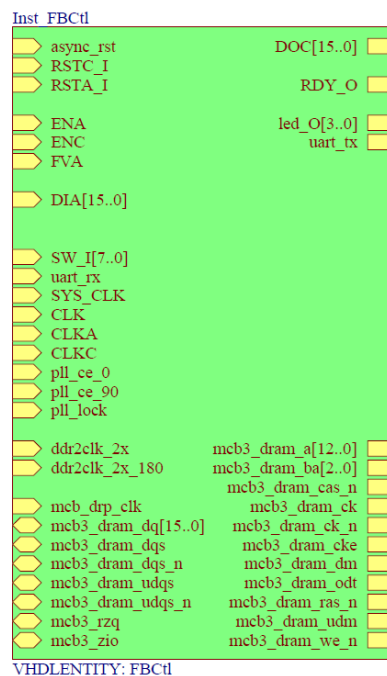 Inst_FBCtl
async_rst DOC[15..0]
RSTC_I
RSTA_I RDY_O
ENA led_O[3..0]
ENC uart_tx
FVA
DIA[15..0]
SW_I[7..0]
uart_rx
SYS_CLK
CLK
CLKA
CLKC
pll_ce_0
pll_ce_90
pll_lock
ddr2clk_2x mcb3_dram_a[12..0]
ddr2clk_2x_180 mcb3_dram_ba[2..0]
mcb3_dram_cas_n
mcb_drp_clk mcb3_dram_ck
mcb3_dram_dq[15..0] mcb3_dram_ck_n
mcb3_dram_dqs mcb3_dram_cke
mcb3_dram_dqs_n mcb3_dram_dm
mcb3_dram_udqs mcb3_dram_odt
mcb3_dram_udqs_n mcb3_dram_ras_n
mcb3_rzq mcb3_dram_udm
mcb3_zio mcb3_dram_we_n
VHDLENTITY: FBCtl